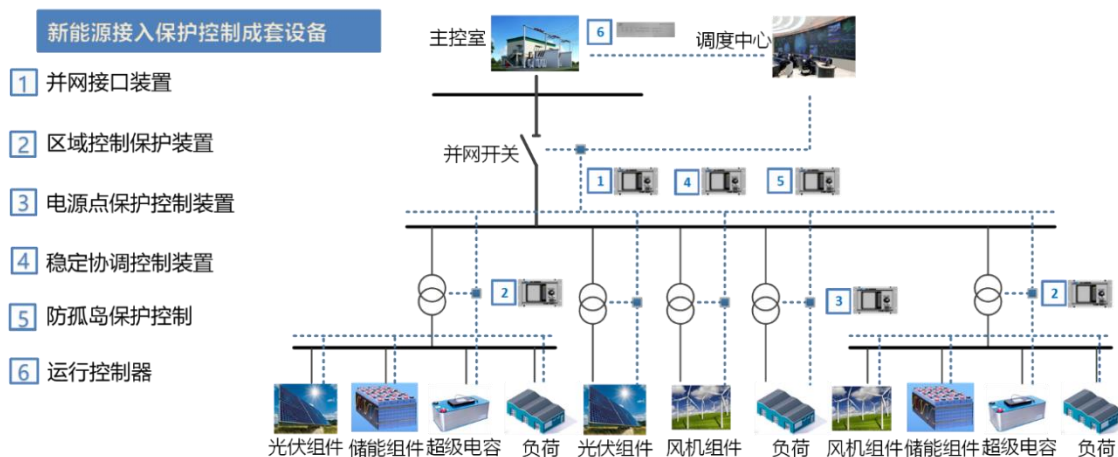 新能源接入保护控制成套设备
1 并网接口装置
2 区域控制保护装置
3 电源点保护控制装置
4 稳定协调控制装置
5 防孤岛保护控制
6 运行控制器
主控室
6
调度中心
并网开关
1
4
5
2
3
2
光伏组件 储能组件 超级电容 负荷 光伏组件 风机组件 负荷 风机组件 储能组件 超级电容 负荷